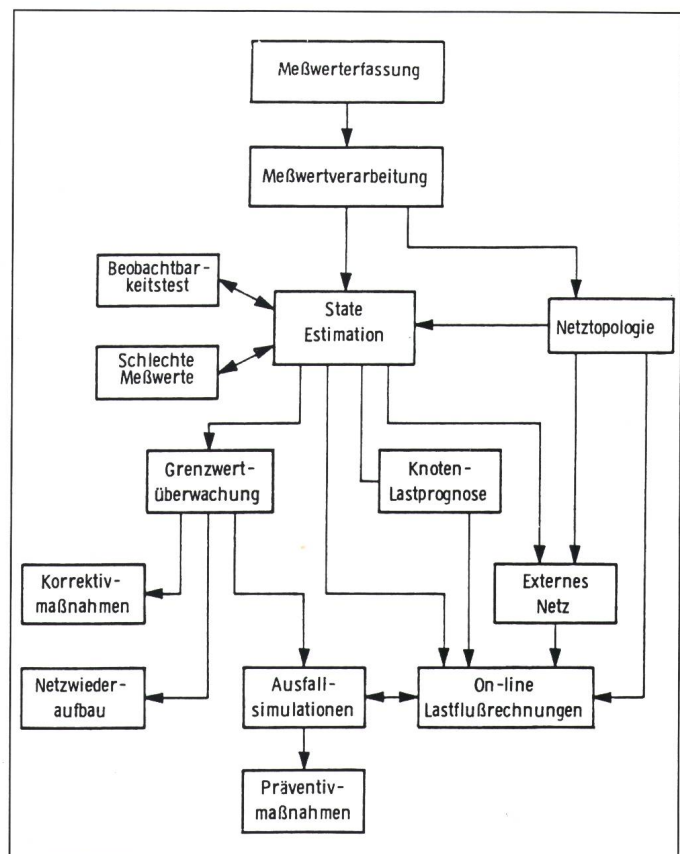 Meßwerterfassung
Meßwertverarbeitung
Beobachtbar-
keitstest
State
Estimation
Netztopologie
Schlechte
Meßwerte
Grenzwert-
überwachung
Knoten-
Lastprognose
Korrektiv-
maßnahmen
Externes
Netz
Netzwieder-
aufbau
Ausfall-
simulationen
On-line
Lastflußrechnungen
Präventiv-
maßnahmen